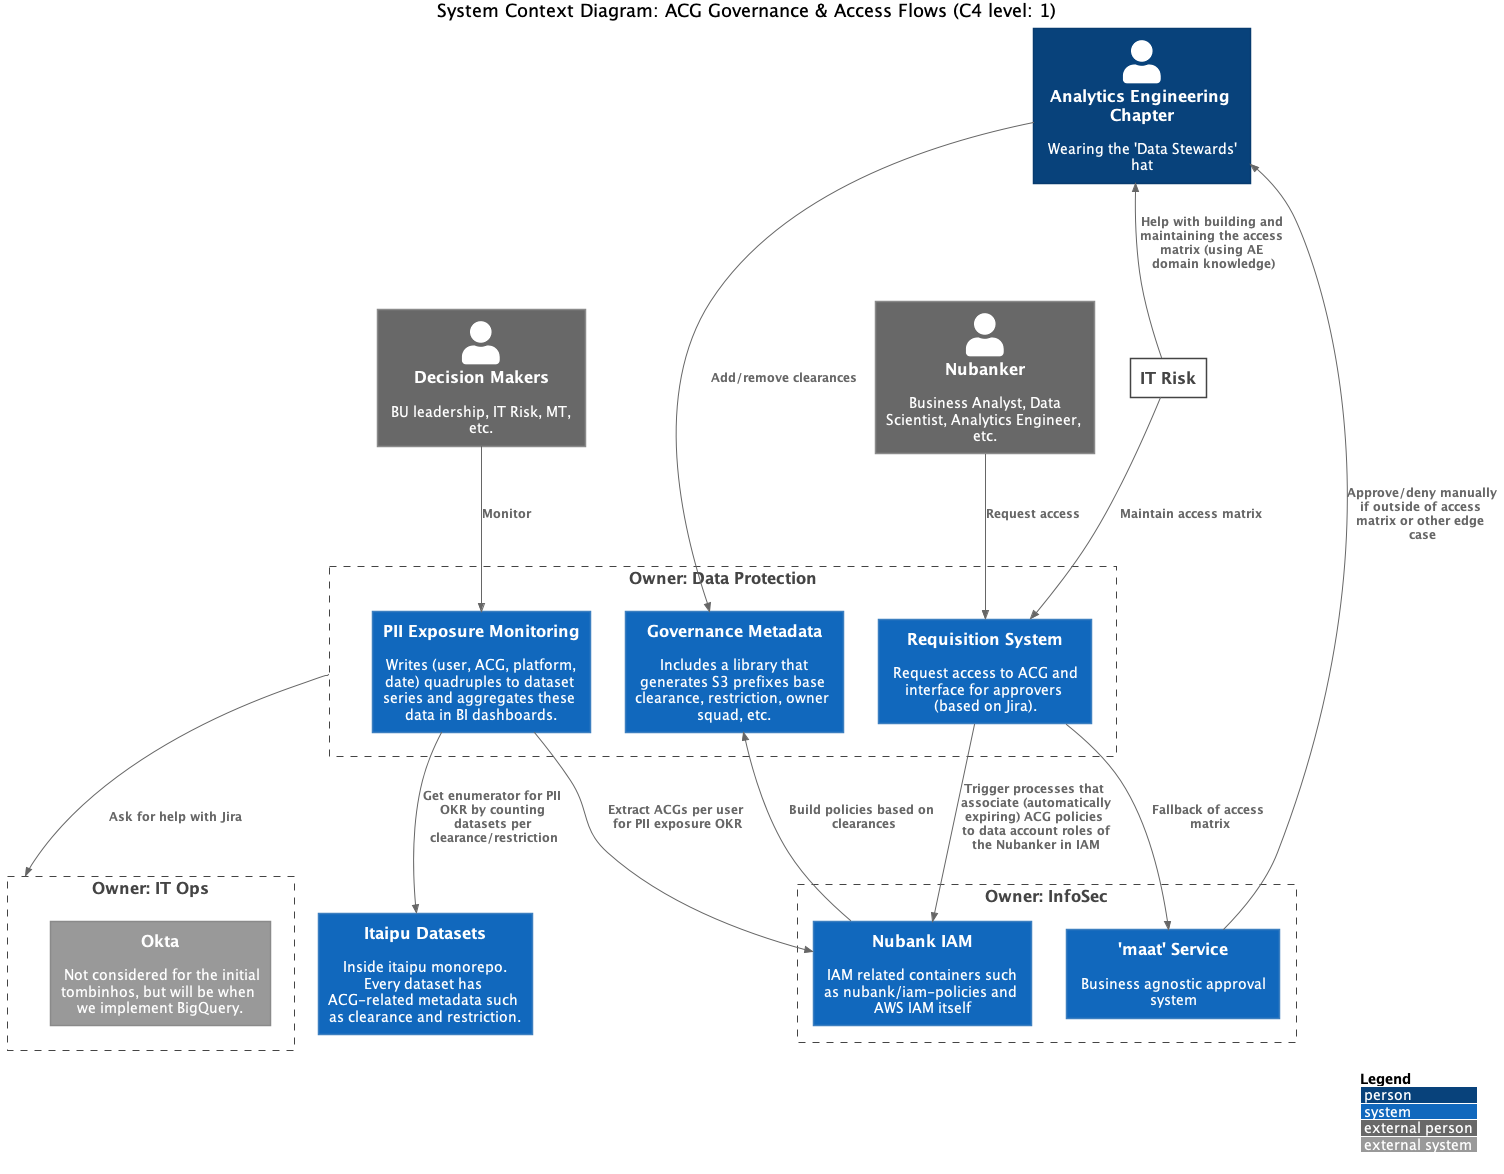 System Context Diagram: ACG Governance & Access Flows (C4 level: 1)
Analytics Engineering
Chapter
Wearing the 'Data Stewards'
hat
Help with building and
maintaining the access
matrix (using AE
domain knowledge)
Decision Makers
BU leadership, IT Risk, MT,
etc.
Nubanker
Business Analyst, Data
Scientist, Analytics Engineer,
etc.
IT Risk
Add/remove clearances
Monitor
Request access
Maintain access matrix
Approve/deny manually
if outside of access
matrix or other edge
case
Owner: Data Protection
PII Exposure Monitoring
Writes (user, ACG, platform,
date) quadruples to dataset
series and aggregates these
data in BI dashboards.
Governance Metadata
Includes a library that
generates S3 prefixes base
clearance, restriction, owner
squad, etc.
Requisition System
Request access to ACG and
interface for approvers
(based on Jira).
Ask for help with Jira
Get enumerator for PII
OKR by counting
datasets per
clearance/restriction
Extract ACGs per user
for PII exposure OKR
Build policies based on
clearances
Trigger processes that
associate (automatically
expiring) ACG policies
to data account roles of
the Nubanker in IAM
Fallback of access
matrix
Owner: IT Ops
Okta
Not considered for the initial
tombinhos, but will be when
we implement BigQuery.
Itaipu Datasets
Inside itaipu monorepo.
Every dataset has
ACG-related metadata such
as clearance and restriction.
Owner: InfoSec
Nubank IAM
IAM related containers such
as nubank/iam-policies and
AWS IAM itself
'maat' Service
Business agnostic approval
system
Legend
person
system
external person
external system